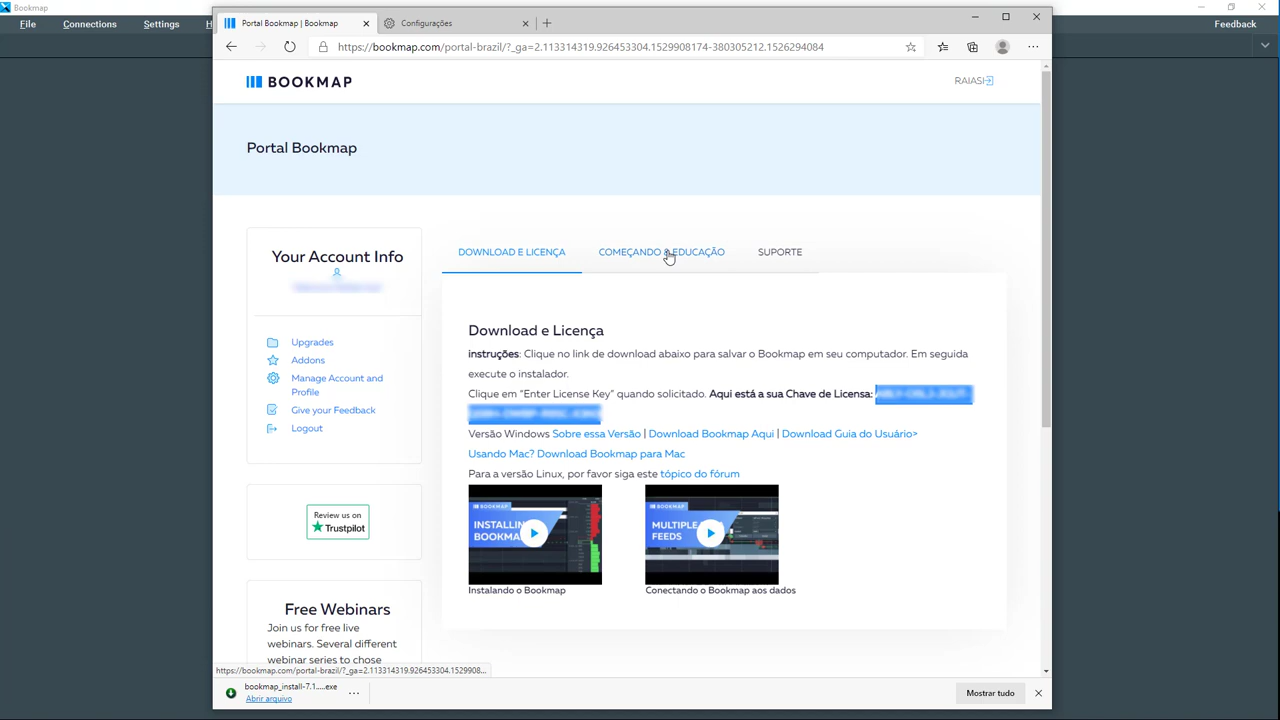 Bookmap
File Connections Settings H Feedback
Portal Bookmap | Bookmap Configurações
https://bookmap.com/portal-brazil/?_ga=2.113314319.926453304.1529908174-380305212.1526294084
BOOKMAP RAIASI
Portal Bookmap
Your Account Info
Upgrades
Addons
Manage Account and
Profile
Give your Feedback
Logout
Review us on
Trustpilot
Free Webinars
Join us for free live
webinars. Several different
webinar series to chose
DOWNLOAD E LICENÇA COMEÇANDO & EDUCAÇÃO SUPORTE
Download e Licença
instruções: Clique no link de download abaixo para salvar o Bookmap em seu computador. Em seguida
execute o instalador.
Clique em “Enter License Key” quando solicitado. Aqui está a sua Chave de Licensa:
Versão Windows Sobre essa Versão | Download Bookmap Aqui | Download Guia do Usuário>
Usando Mac? Download Bookmap para Mac
Para a versão Linux, por favor siga este tópico do fórum
BOOKMAP
INSTALLIN
BOOKMA
BOOKMAP
MULTIPLE
FEEDS
Instalando o Bookmap Conectando o Bookmap aos dados
https://bookmap.com/portal-brazil/?_ga=2.113314319.926453304.1529908...
bookmap_install-7.1.....exe
Abrir arquivo
Mostrar tudo